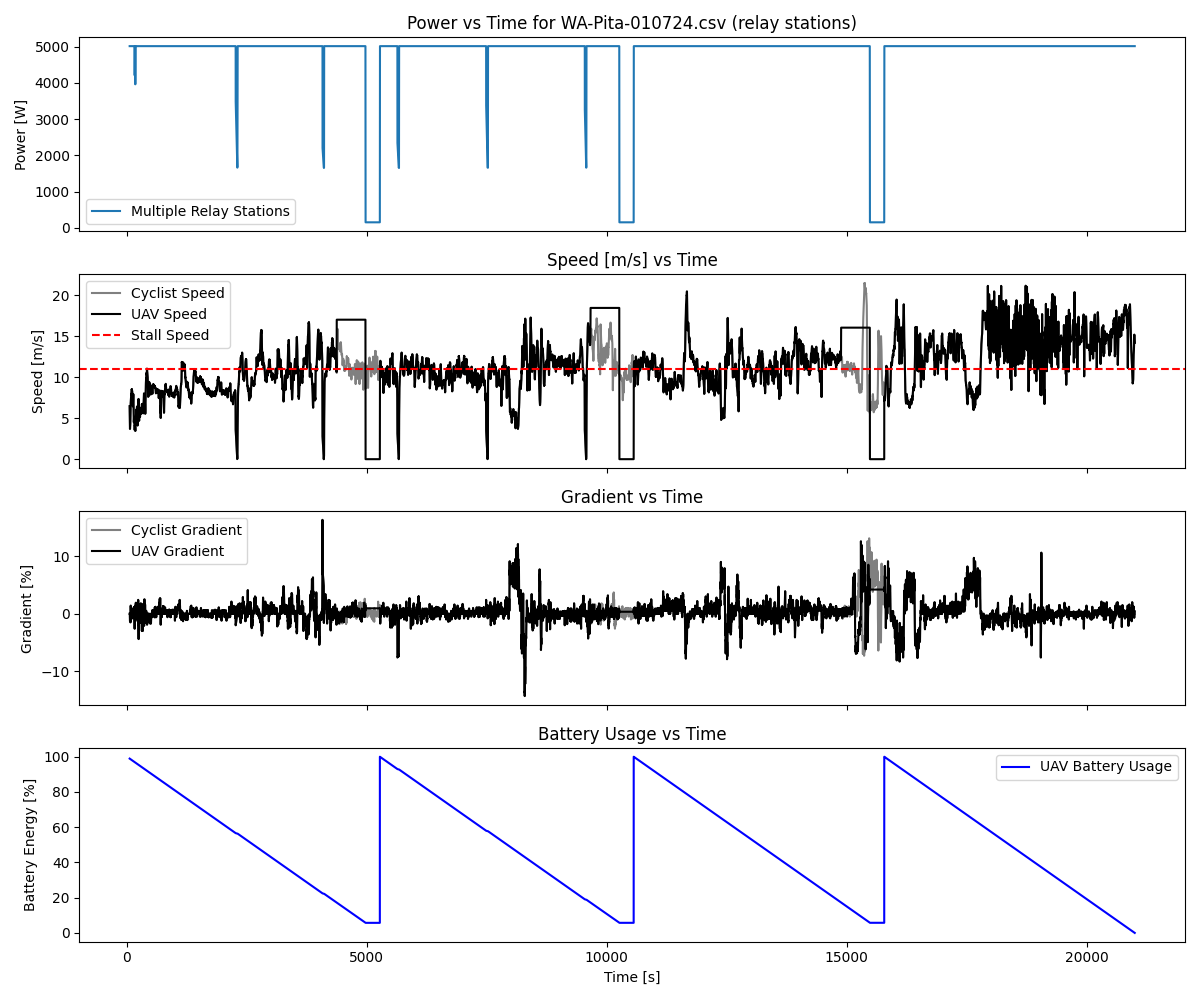 Power vs Time for WA-Pita-010724.csv (relay stations)
5000
4000
3000
2000
1000
0
Power [W]
Multiple Relay Stations
Speed [m/s] vs Time
20
15
10
5
0
Speed [m/s]
Cyclist Speed
UAV Speed
Stall Speed
Gradient vs Time
10
0
−10
Gradient [%]
Cyclist Gradient
UAV Gradient
Battery Usage vs Time
100
80
60
40
20
0
Battery Energy [%]
UAV Battery Usage
0 5000 10000 15000 20000
Time [s]